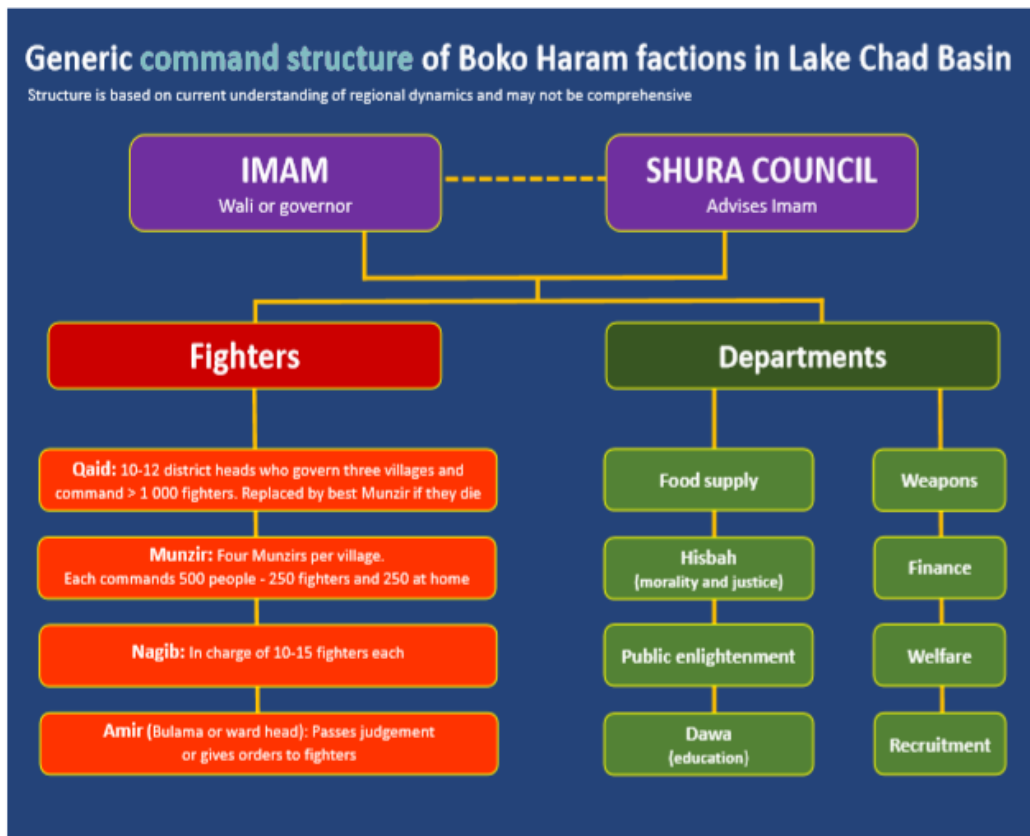 Generic command structure of Boko Haram factions in Lake Chad Basin
Structure is based on current understanding of regional dynamics and may not be comprehensive
IMAM
Wali or governor
SHURA COUNCIL
Advises Imam
Fighters
Qaid: 10-12 district heads who govern three villages and
command > 1 000 fighters. Replaced by best Munzir if they die
Munzir: Four Munzirs per village.
Each commands 500 people - 250 fighters and 250 at home
Nagib: In charge of 10-15 fighters each
Amir (Bulama or ward head): Passes judgement
or gives orders to fighters
Departments
Food supply
Hisbah
(morality and justice)
Public enlightenment
Dawa
(education)
Weapons
Finance
Welfare
Recruitment